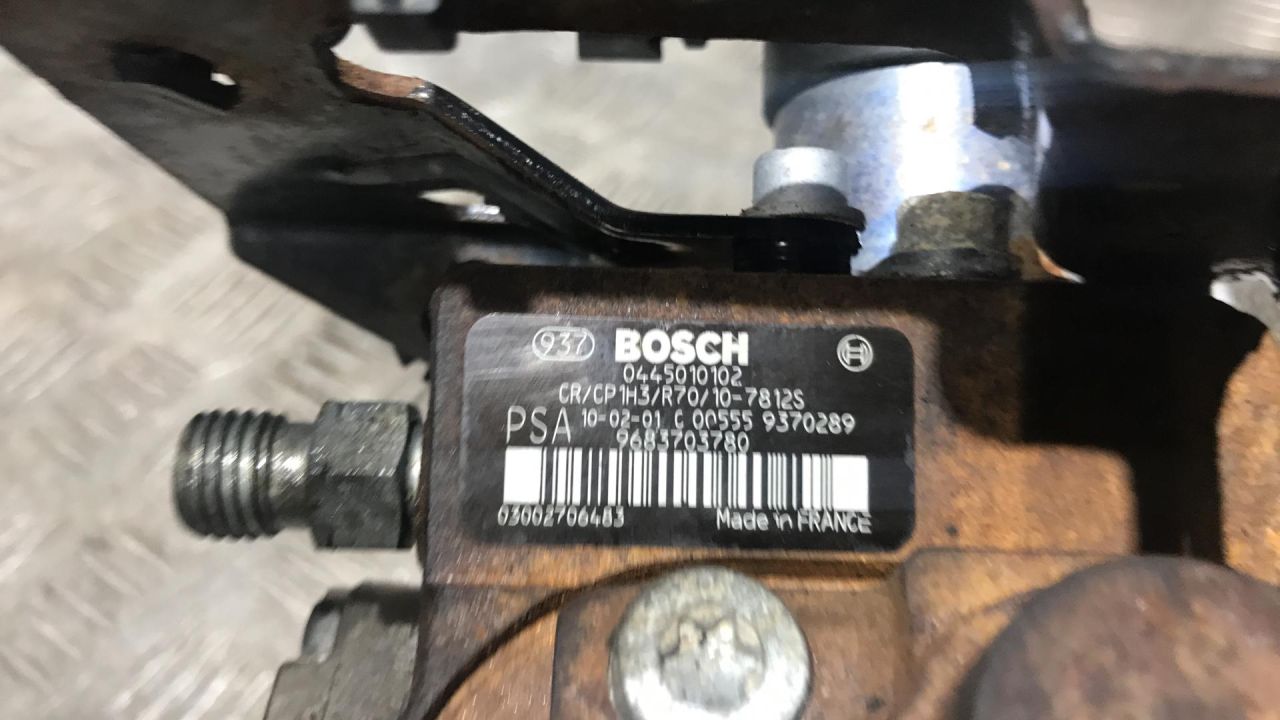 937 BOSCH
0445010102
CR/CP1H3/R70/10-7812S
PSA 10-02-01 C 00555 9370289
9683703780
03002706483 Made in FRANCE